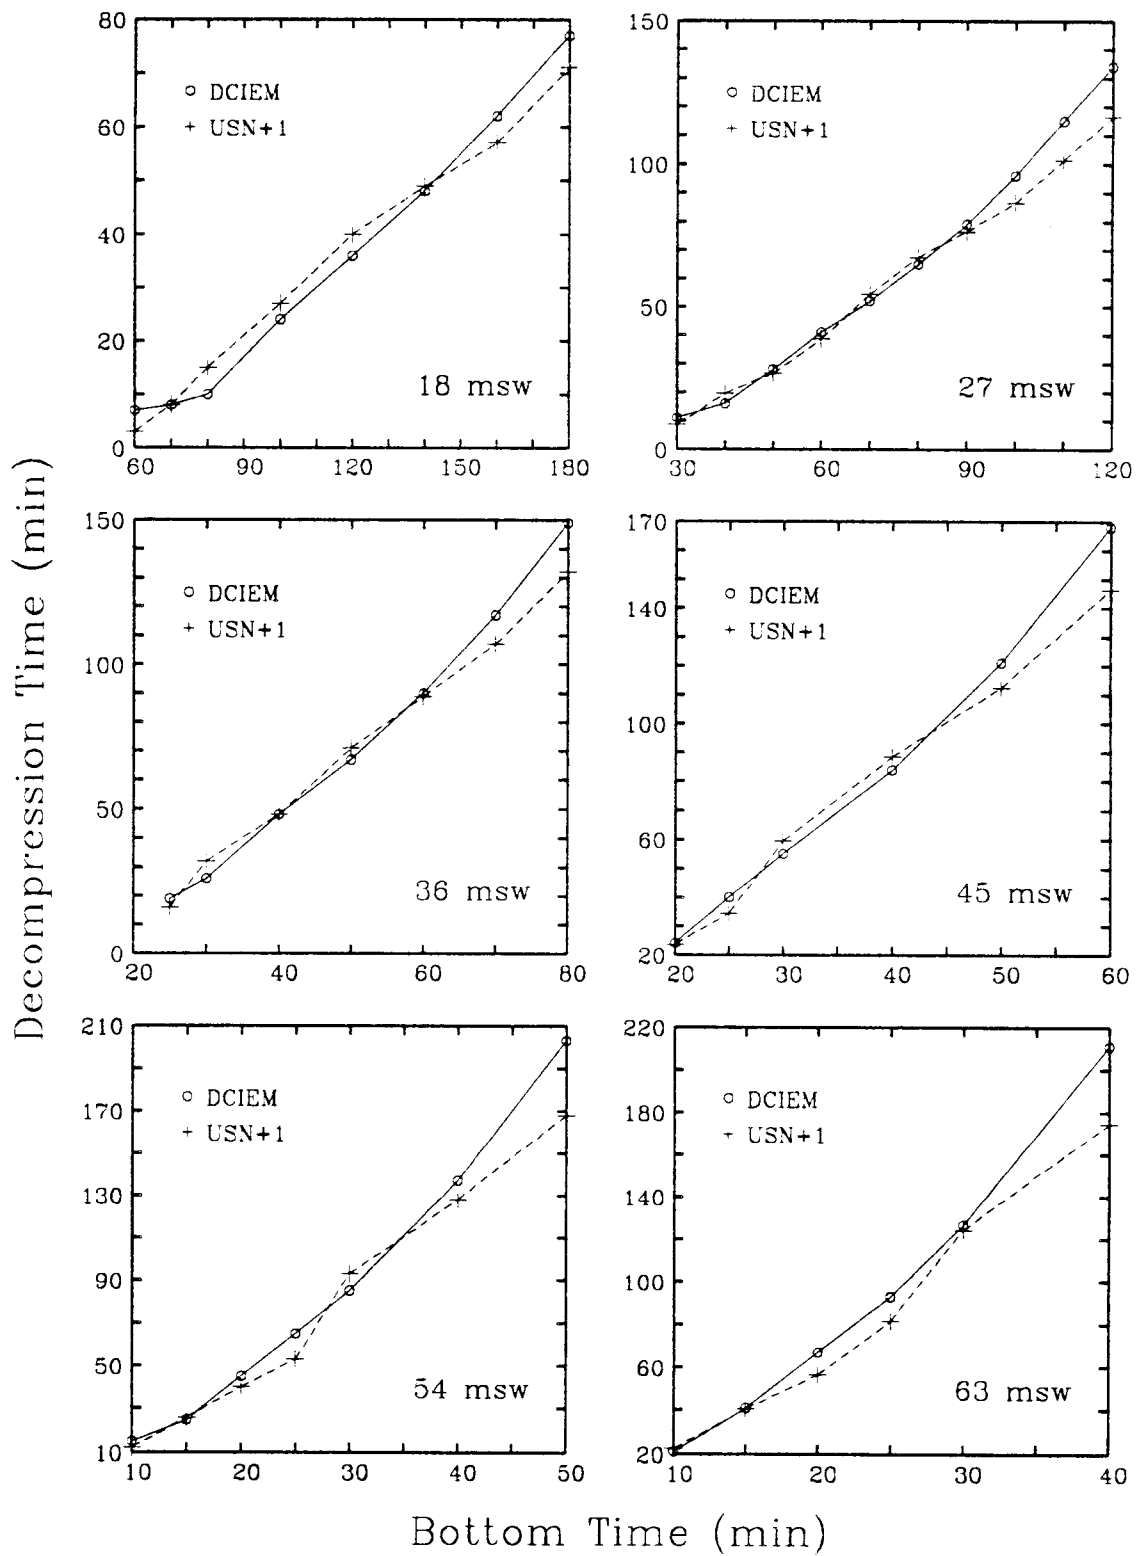 Decompression Time (min)
80
60
40
20
0
DCIEM
USN+1
18 msw
60 90 120 150 180
150
100
50
0
DCIEM
USN+1
27 msw
30 60 90 120
150
100
50
0
DCIEM
USN+1
36 msw
20 40 60 80
170
140
100
60
20
DCIEM
USN+1
45 msw
20 30 40 50 60
210
170
130
90
50
10
DCIEM
USN+1
54 msw
10 20 30 40 50
220
180
140
100
60
20
DCIEM
USN+1
63 msw
10 20 30 40
Bottom Time (min)